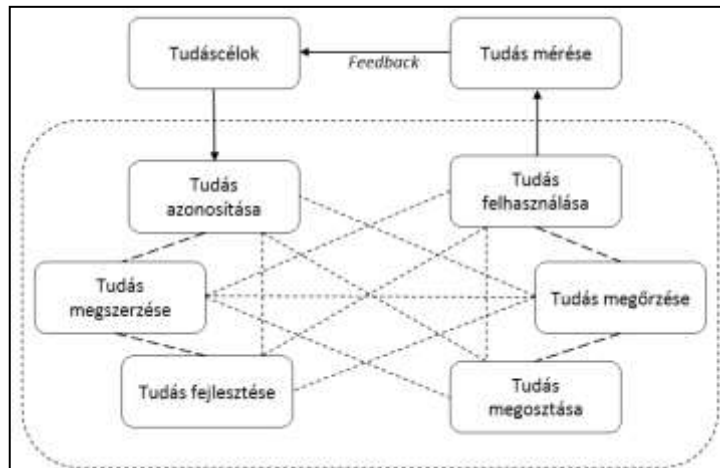 Tudáscélok
Feedback
Tudás mérése
Tudás
azonosítása
Tudás
felhasználása
Tudás
megszerzése
Tudás megőrzése
Tudás fejlesztése
Tudás
megosztása